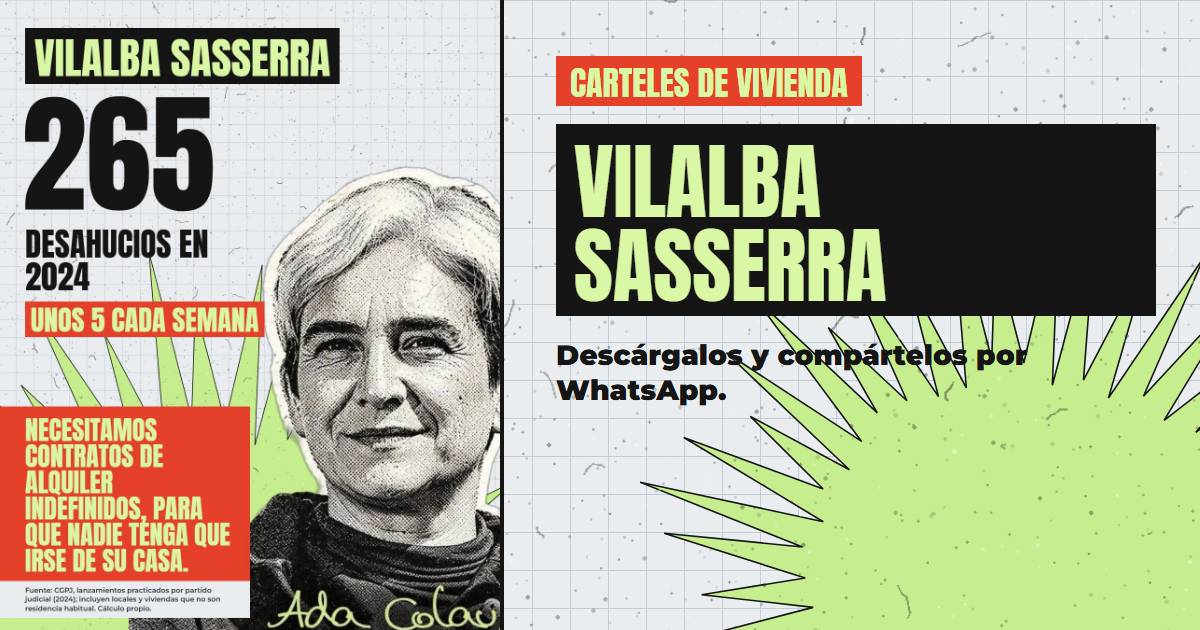 VILALBA SASSERRA
265
DESAHUCIOS EN
2024
UNOS 5 CADA SEMANA
NECESITAMOS
CONTRATOS DE
ALQUILER
INDEFINIDOS, PARA
QUE NADIE TENGA QUE
IRSE DE SU CASA.
Fuente: CGPJ, lanzamientos practicados por partido
judicial (2024); incluyen locales y viviendas que no son
residencia habitual. Cálculo propio.
Ada Colau
CARTELES DE VIVIENDA
VILALBA
SASSERRA
Descárgalos y compártelos por
WhatsApp.